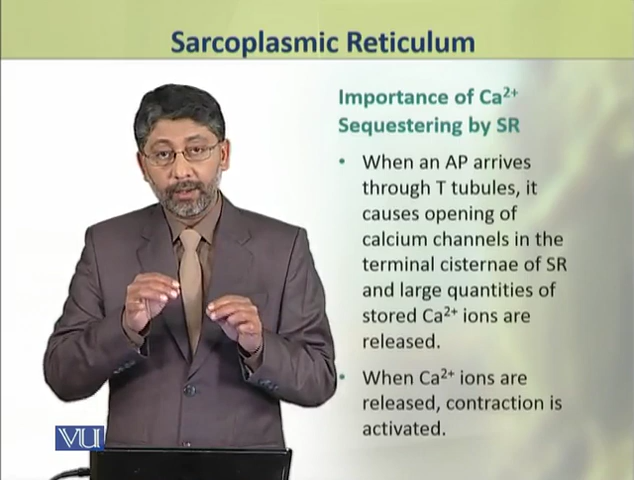 Sarcoplasmic Reticulum
Importance of Ca²⁺
Sequestering by SR
• When an AP arrives
through T tubules, it
causes opening of
calcium channels in the
terminal cisternae of SR
and large quantities of
stored Ca²⁺ ions are
released.
• When Ca²⁺ ions are
released, contraction is
activated.
VU